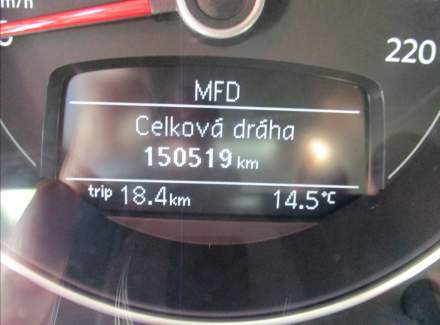 m/h
220
MFD
Celková dráha
150519 km
trip 18.4 km 14.5°C